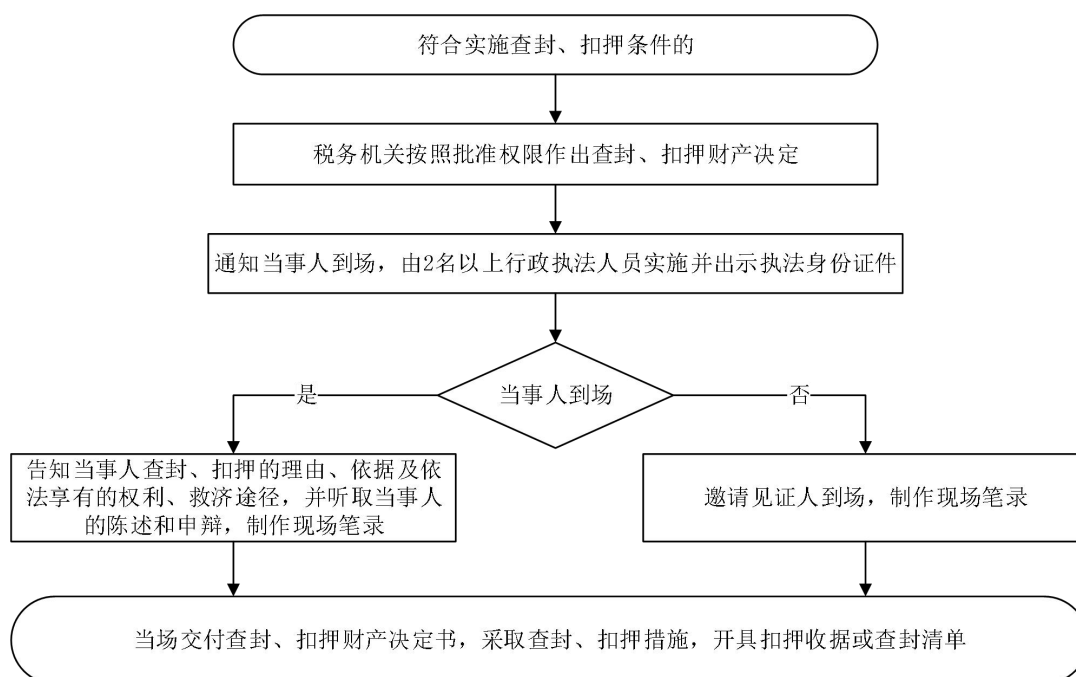 符合实施查封、扣押条件的
税务机关按照批准权限作出查封、扣押财产决定
通知当事人到场，由2名以上行政执法人员实施并出示执法身份证件
当事人到场
是
否
告知当事人查封、扣押的理由、依据及依
法享有的权利、救济途径，并听取当事人
的陈述和申辩，制作现场笔录
邀请见证人到场，制作现场笔录
当场交付查封、扣押财产决定书，采取查封、扣押措施，开具扣押收据或查封清单